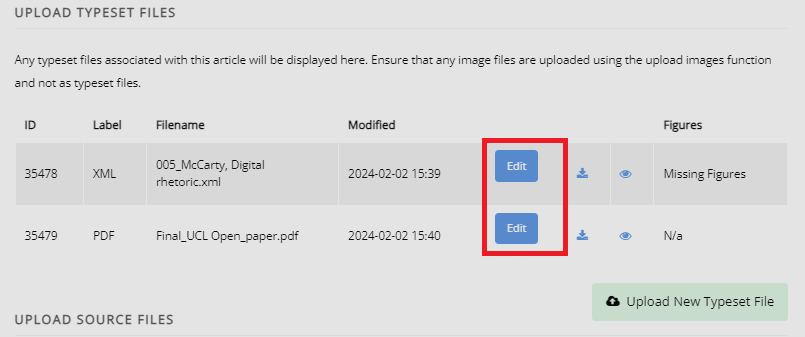 UPLOAD TYPESET FILES
Any typeset files associated with this article will be displayed here. Ensure that any image files are uploaded using the upload images function
and not as typeset files.
ID Label Filename Modified Figures
35478 XML 005_McCarty, Digital rhetoric.xml 2024-02-02 15:39 Edit Missing Figures
35479 PDF Final_UCL Open_paper.pdf 2024-02-02 15:40 Edit N/a
Upload New Typeset File
UPLOAD SOURCE FILES